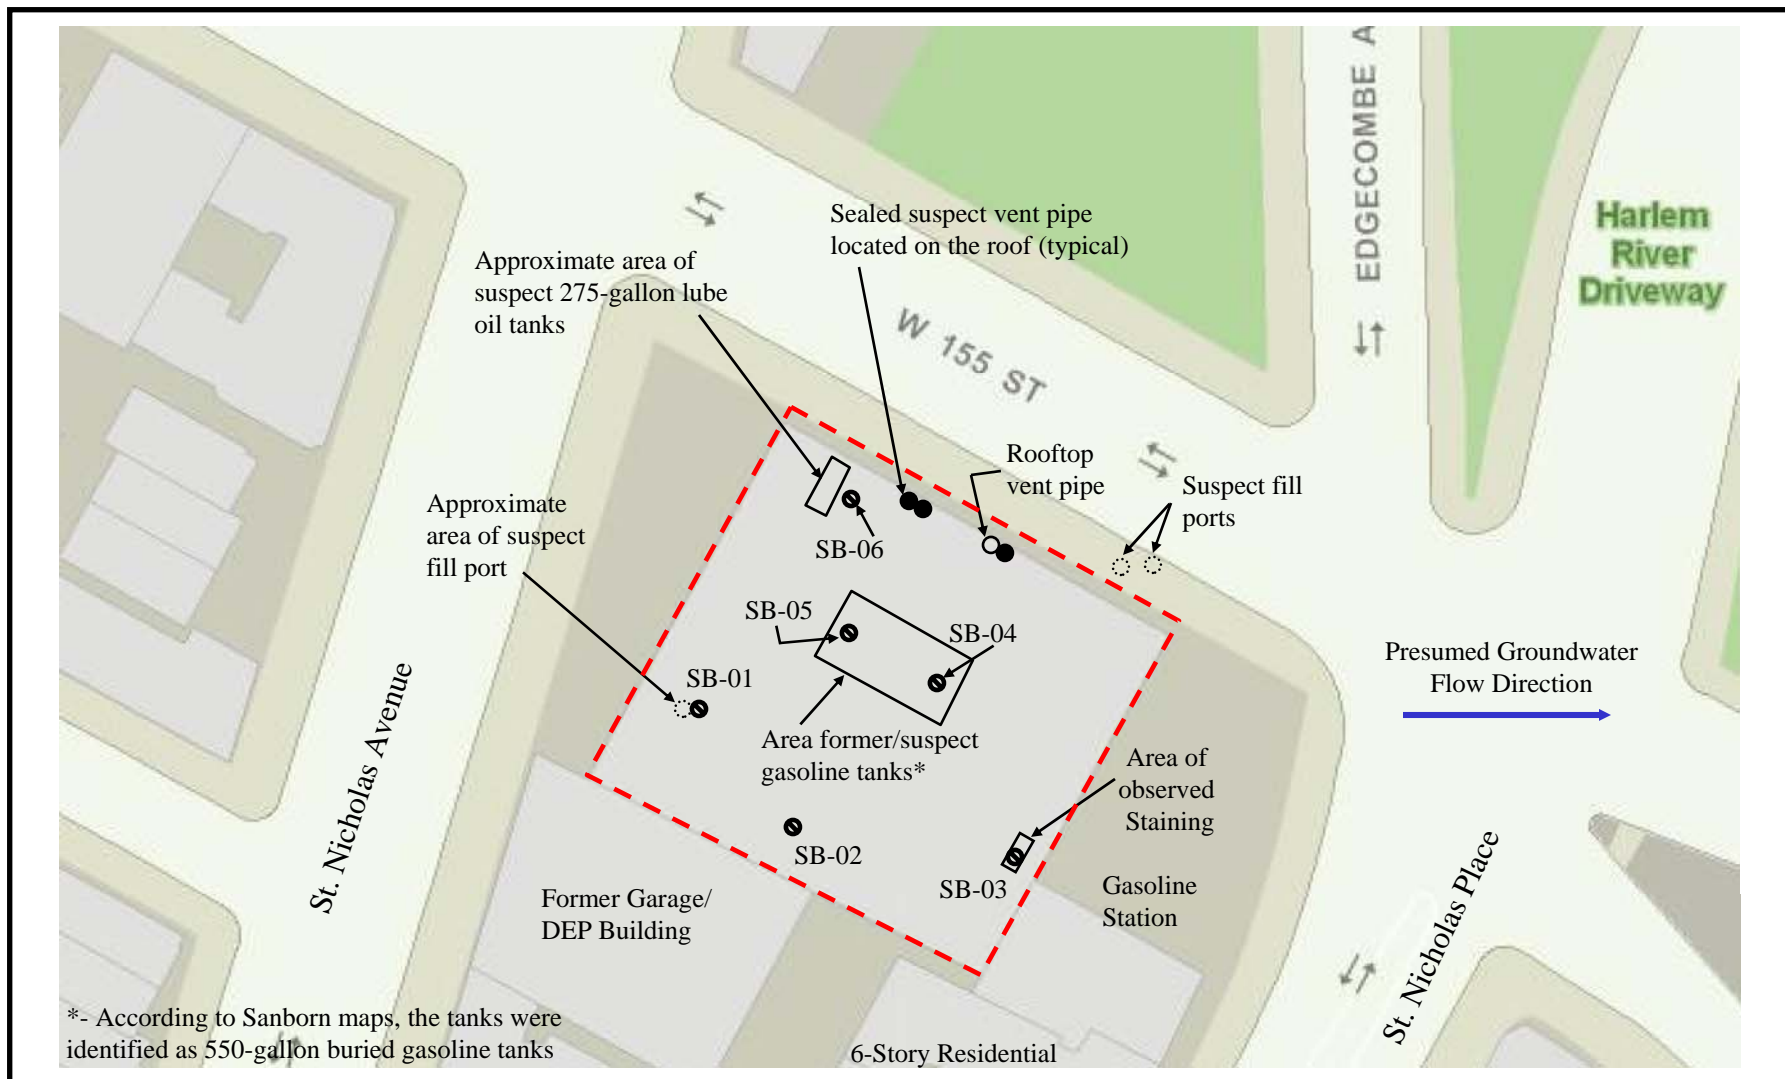 EDGECOMBE A
Harlem
River
Driveway
Sealed suspect vent pipe
located on the roof (typical)
Approximate area of
suspect 275-gallon lube
oil tanks
W 155 ST
Rooftop
vent pipe
Suspect fill
ports
Approximate
area of suspect
fill port
SB-06
SB-05
SB-04
SB-01
Presumed Groundwater
Flow Direction
Area former/suspect
gasoline tanks*
Area of
observed
Staining
SB-02
SB-03
St. Nicholas Avenue
Former Garage/
DEP Building
Gasoline
Station
St. Nicholas Place
*- According to Sanborn maps, the tanks were
identified as 550-gallon buried gasoline tanks
6-Story Residential